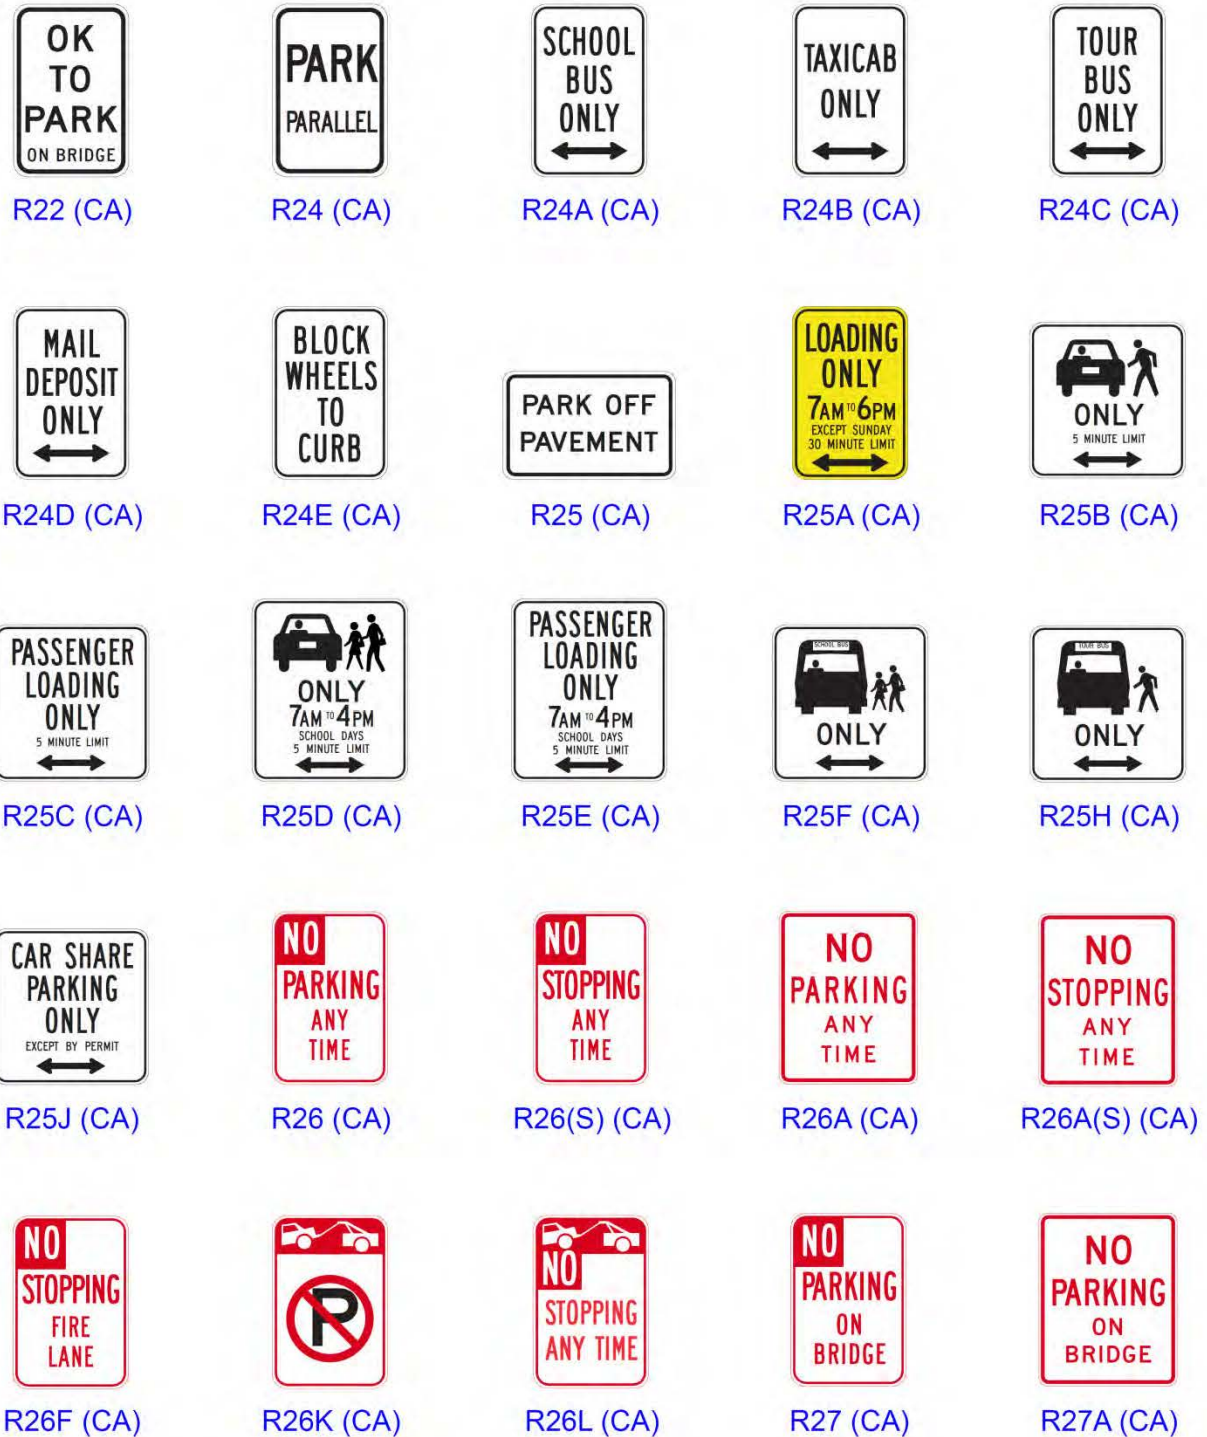 OK
TO
PARK
ON BRIDGE
R22 (CA)
PARK
PARALLEL
R24 (CA)
SCHOOL
BUS
ONLY
R24A (CA)
TAXICAB
ONLY
R24B (CA)
TOUR
BUS
ONLY
R24C (CA)
MAIL
DEPOSIT
ONLY
R24D (CA)
BLOCK
WHEELS
TO
CURB
R24E (CA)
PARK OFF
PAVEMENT
R25 (CA)
LOADING
ONLY
7AM TO 6PM
EXCEPT SUNDAY
30 MINUTE LIMIT
R25A (CA)
ONLY
5 MINUTE LIMIT
R25B (CA)
PASSENGER
LOADING
ONLY
5 MINUTE LIMIT
R25C (CA)
ONLY
7AM TO 4PM
SCHOOL DAYS
5 MINUTE LIMIT
R25D (CA)
PASSENGER
LOADING
ONLY
7AM TO 4PM
SCHOOL DAYS
5 MINUTE LIMIT
R25E (CA)
SCHOOL BUS
ONLY
R25F (CA)
TOUR BUS
ONLY
R25H (CA)
CAR SHARE
PARKING
ONLY
EXCEPT BY PERMIT
R25J (CA)
NO
PARKING
ANY
TIME
R26 (CA)
NO
STOPPING
ANY
TIME
R26(S) (CA)
NO
PARKING
ANY
TIME
R26A (CA)
NO
STOPPING
ANY
TIME
R26A(S) (CA)
NO
STOPPING
FIRE
LANE
R26F (CA)
P
R26K (CA)
NO
STOPPING
ANY TIME
R26L (CA)
NO
PARKING
ON
BRIDGE
R27 (CA)
NO
PARKING
ON
BRIDGE
R27A (CA)